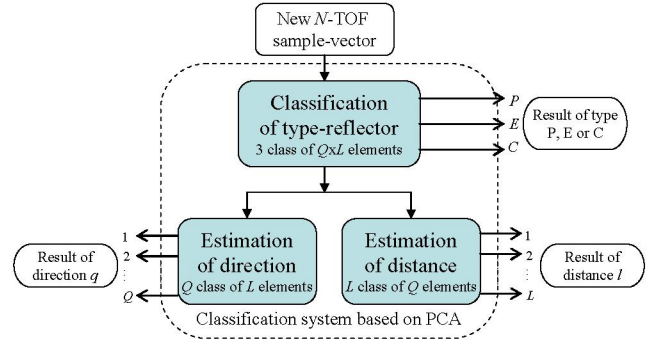 New N-TOF
sample-vector
Classification
of type-reflector
3 class of QxL elements
P
E
C
Result of type
P, E or C
Estimation
of direction
Q class of L elements
Estimation
of distance
L class of Q elements
1
2
⋮
Q
Result of
direction q
1
2
⋮
L
Result of
distance l
Classification system based on PCA